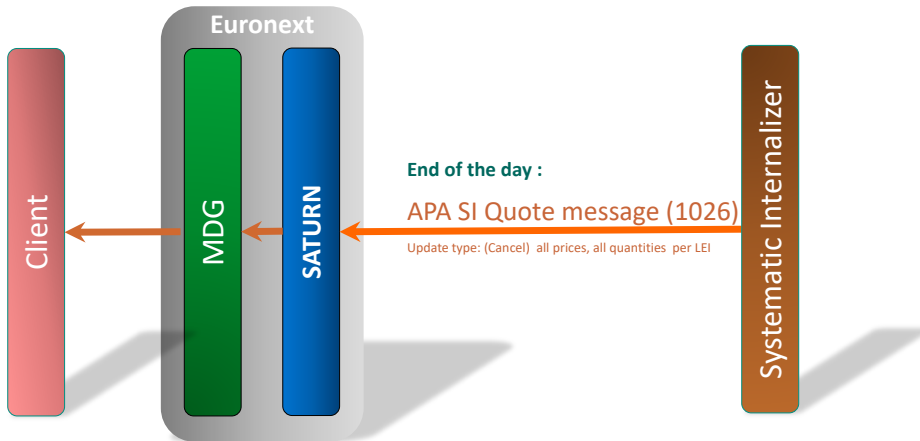 Euronext
Client
MDG
SATURN
End of the day :
APA SI Quote message (1026)
Update type: (Cancel) all prices, all quantities per LEI
Systematic Internalizer